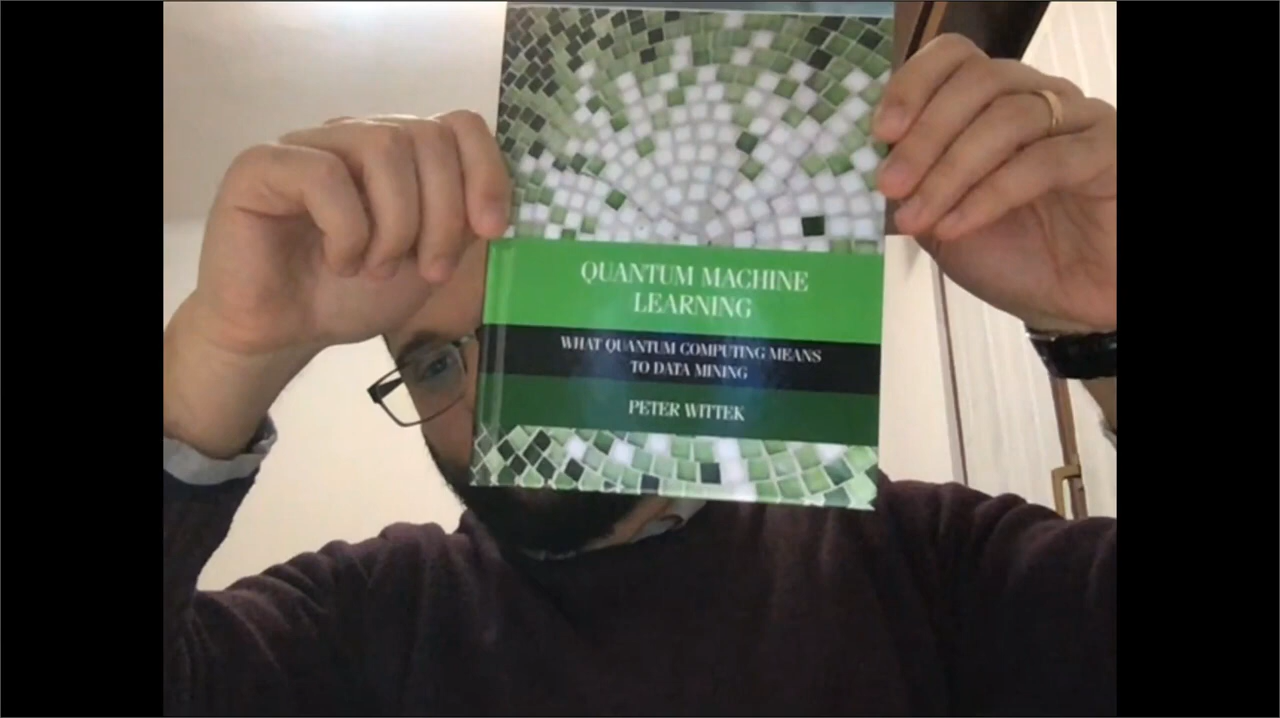 QUANTUM MACHINE
LEARNING
WHAT QUANTUM COMPUTING MEANS
TO DATA MINING
PETER WITTEK